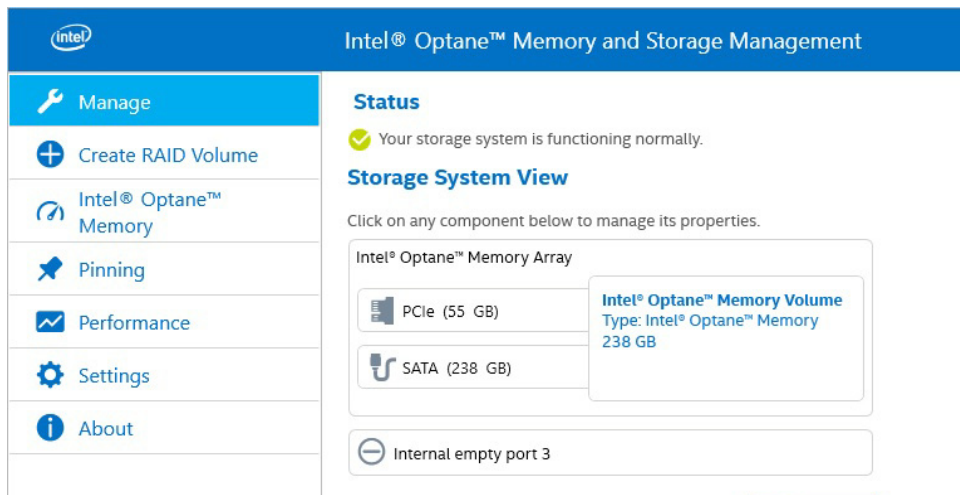 intel
Intel® Optane™ Memory and Storage Management
Manage
Create RAID Volume
Intel® Optane™
Memory
Pinning
Performance
Settings
About
Status
Your storage system is functioning normally.
Storage System View
Click on any component below to manage its properties.
Intel® Optane™ Memory Array
PCIe (55 GB)
SATA (238 GB)
Intel® Optane™ Memory Volume
Type: Intel® Optane™ Memory
238 GB
Internal empty port 3